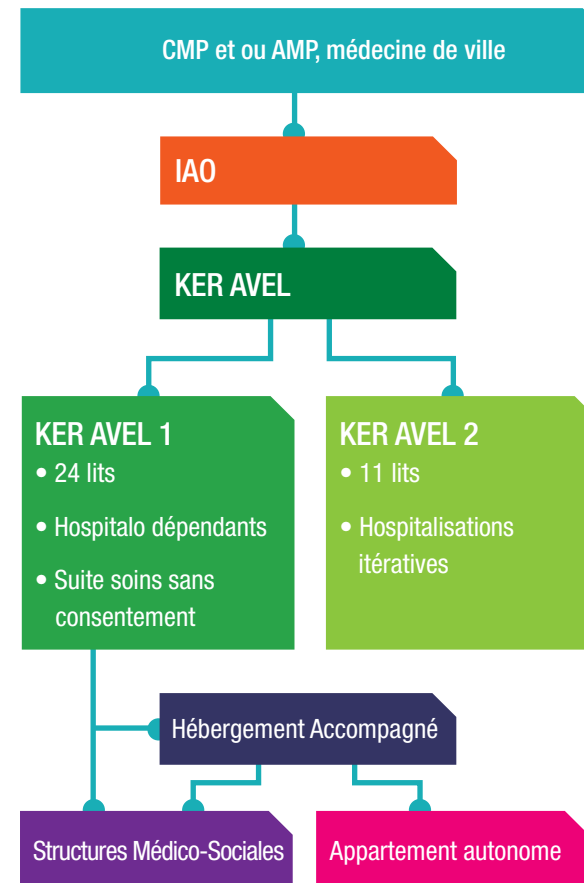 CMP et ou AMP, médecine de ville
IAO
KER AVEL
KER AVEL 1
• 24 lits
• Hospitalo dépendants
• Suite soins sans
consentement
KER AVEL 2
• 11 lits
• Hospitalisations
itératives
Hébergement Accompagné
Structures Médico-Sociales
Appartement autonome